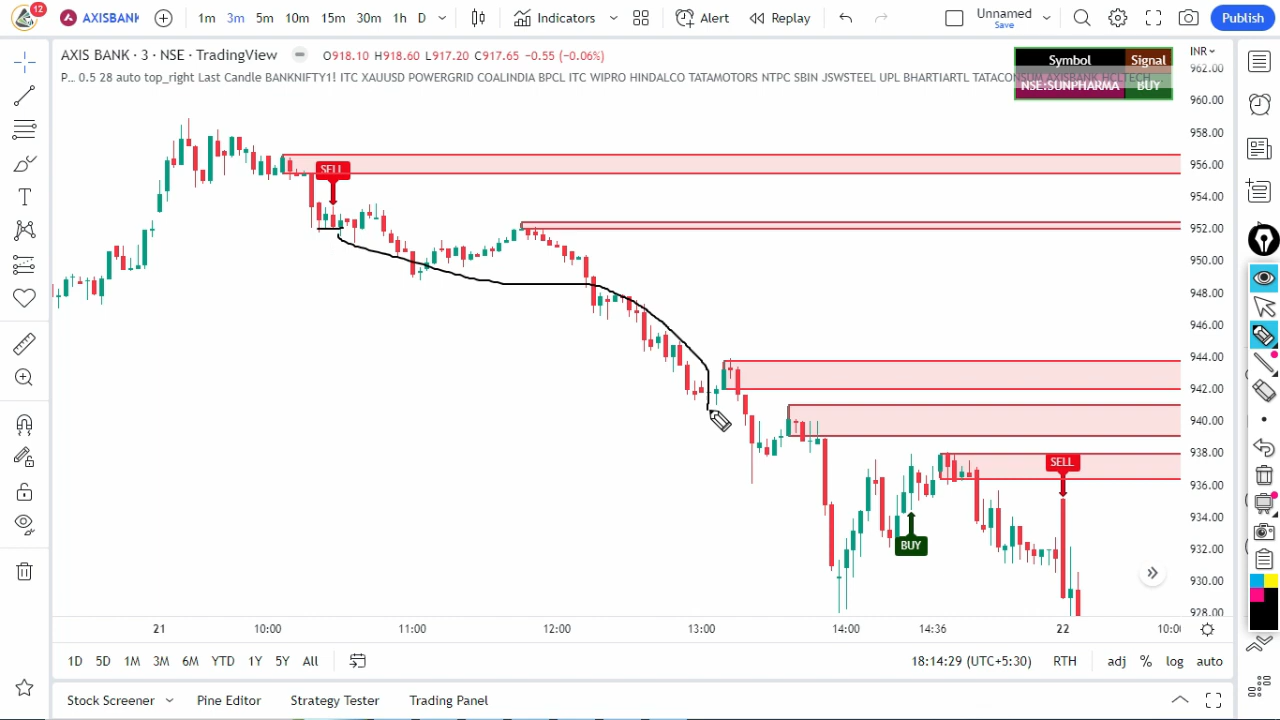 12 AXISBANK 1m 3m 5m 10m 15m 30m 1h D Indicators Alert Replay Unnamed Save Publish
AXIS BANK · 3 · NSE · TradingView O918.10 H918.60 L917.20 C917.65 −0.55 (−0.06%)
P... 0.5 28 auto top_right Last Candle BANKNIFTY1! ITC XAUUSD POWERGRID COALINDIA BPCL ITC WIPRO HINDALCO TATAMOTORS NTPC SBIN JSWSTEEL UPL BHARTIARTL TATACONSUM AXISBANK HCLTECH
Symbol Signal
NSE:SUNPHARMA BUY
INR
962.00
960.00
958.00
956.00
954.00
952.00
950.00
948.00
946.00
944.00
942.00
940.00
938.00
936.00
934.00
932.00
930.00
928.00
SELL
SELL
BUY
21 10:00 11:00 12:00 13:00 14:00 14:36 22 10:0
1D 5D 1M 3M 6M YTD 1Y 5Y All 18:14:29 (UTC+5:30) RTH adj % log auto
Stock Screener Pine Editor Strategy Tester Trading Panel